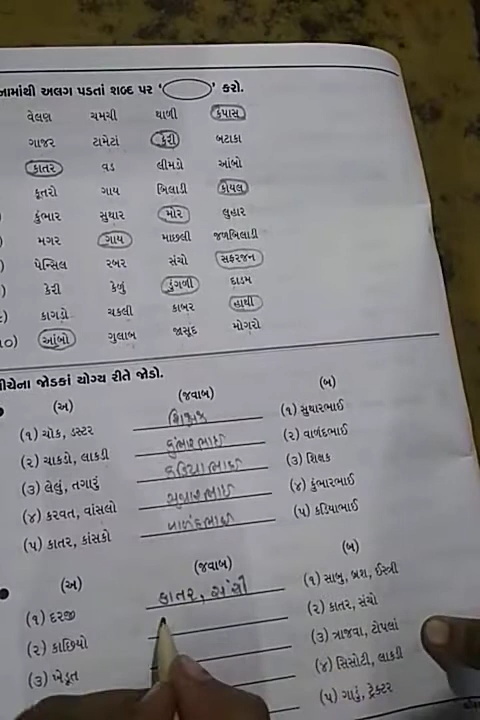 નામાંથી અલગ પડતાં શબ્દ પર ' ' કરો.
વેલણ ચમચી થાળી કપાસ
ગાજર ટામેટાં કેરી બટાકા
કાતર વડ લીમડો આંબો
કૂતરો ગાય બિલાડી કોયલ
) કુંભાર સુથાર મોર લુહાર
) મગર ગાય માછલી જળબિલાડી
) પેન્સિલ રબર સંચો સફરજન
) કેરી કેળું ડુંગળી દાડમ
) કાગડો ચકલી કાબર હાથી
૧૦) આંબો ગુલાબ જાસૂદ મોગરો
નીચેના જોડકાં યોગ્ય રીતે જોડો.
(અ) (જવાબ) (બ)
(૧) ચોક, ડસ્ટર શિક્ષક (૧) સુથારભાઈ
(૨) ચાકડો, લાકડી કુંભારભાઈ (૨) વાળંદભાઈ
(૩) લેલું, તગારું કડિયાભાઈ (૩) શિક્ષક
(૪) કરવત, વાંસલો સુથારભાઈ (૪) કુંભારભાઈ
(૫) કાતર, કાંસકો વાળંદભાઈ (૫) કડિયાભાઈ
(અ) (જવાબ) (બ)
(૧) દરજી કાતર, સંચો (૧) સાબુ, બ્રશ, ઈસ્ત્રી
(૨) કાછિયો (૨) કાતર, સંચો
(૩) ખેડૂત (૩) ત્રાજવા, ટોપલાં
(૪) સિસોટી, લાકડી
(૫) ગાડું, ટ્રેક્ટર